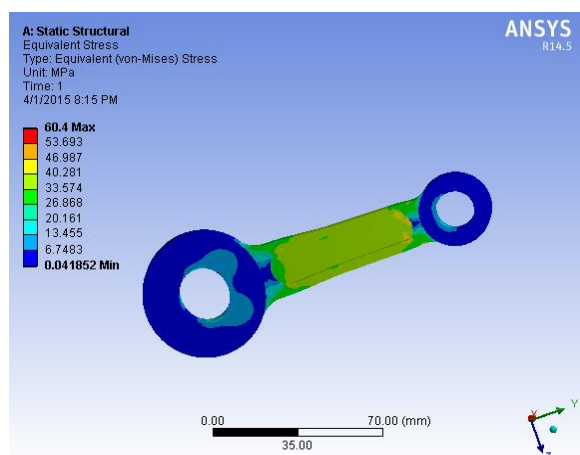 A: Static Structural
Equivalent Stress
Type: Equivalent (von-Mises) Stress
Unit: MPa
Time: 1
4/1/2015 8:15 PM
ANSYS
R14.5
60.4 Max
53.693
46.987
40.281
33.574
26.868
20.161
13.455
6.7483
0.041852 Min
0.00
70.00 (mm)
35.00
X
Y
Z